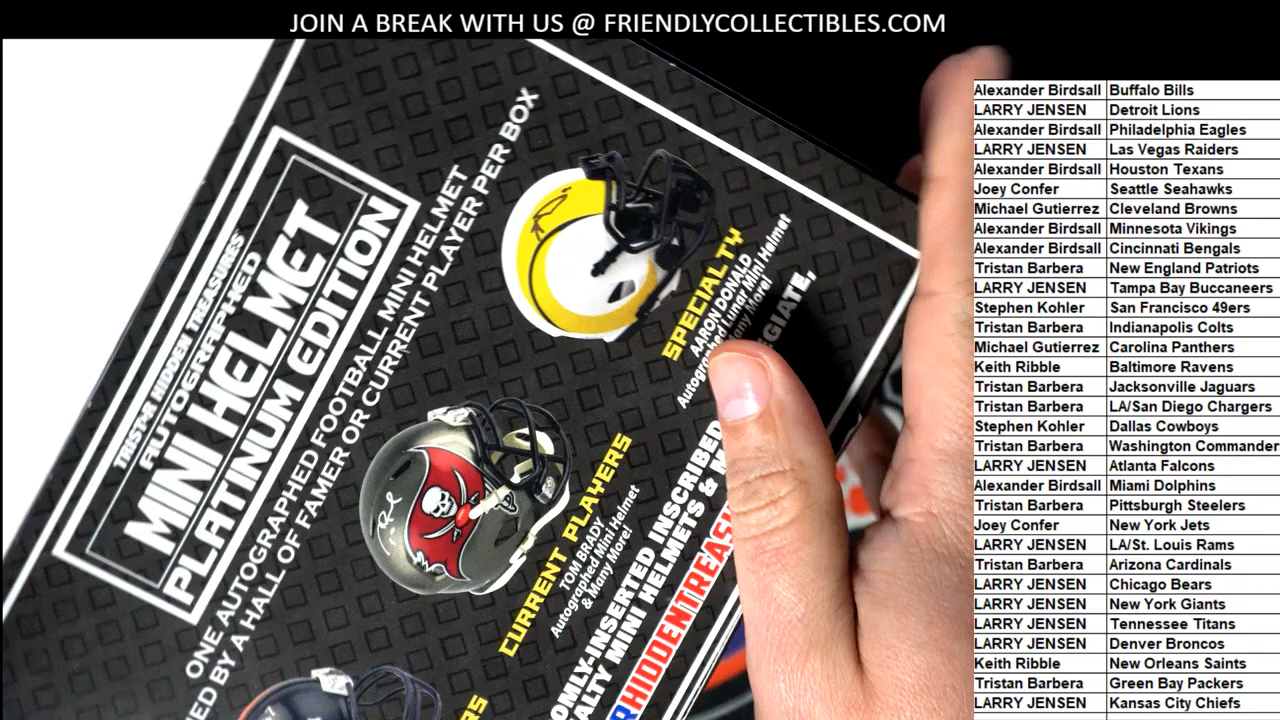 JOIN A BREAK WITH US @ FRIENDLYCOLLECTIBLES.COM
TRISTAR HIDDEN TREASURES
AUTOGRAPHED
MINI HELMET
PLATINUM EDITION
ONE AUTOGRAPHED FOOTBALL MINI HELMET
BY A HALL OF FAMER OR CURRENT PLAYER PER BOX
SPECIALTY
AARON DONALD
Autographed Lunar Mini Helmet
Many More!
CURRENT PLAYERS
TOM BRADY
Autographed Mini Helmet
& Many More!
INSERTED INSCRIBED
MINI HELMETS &
HIDDENTREAS
Alexander Birdsall Buffalo Bills
LARRY JENSEN Detroit Lions
Alexander Birdsall Philadelphia Eagles
LARRY JENSEN Las Vegas Raiders
Alexander Birdsall Houston Texans
Joey Confer Seattle Seahawks
Michael Gutierrez Cleveland Browns
Alexander Birdsall Minnesota Vikings
Alexander Birdsall Cincinnati Bengals
Tristan Barbera New England Patriots
LARRY JENSEN Tampa Bay Buccaneers
Stephen Kohler San Francisco 49ers
Tristan Barbera Indianapolis Colts
Michael Gutierrez Carolina Panthers
Keith Ribble Baltimore Ravens
Tristan Barbera Jacksonville Jaguars
Tristan Barbera LA/San Diego Chargers
Stephen Kohler Dallas Cowboys
Tristan Barbera Washington Commander
LARRY JENSEN Atlanta Falcons
Alexander Birdsall Miami Dolphins
Tristan Barbera Pittsburgh Steelers
Joey Confer New York Jets
LARRY JENSEN LA/St. Louis Rams
Tristan Barbera Arizona Cardinals
LARRY JENSEN Chicago Bears
LARRY JENSEN New York Giants
LARRY JENSEN Tennessee Titans
LARRY JENSEN Denver Broncos
Keith Ribble New Orleans Saints
Tristan Barbera Green Bay Packers
LARRY JENSEN Kansas City Chiefs